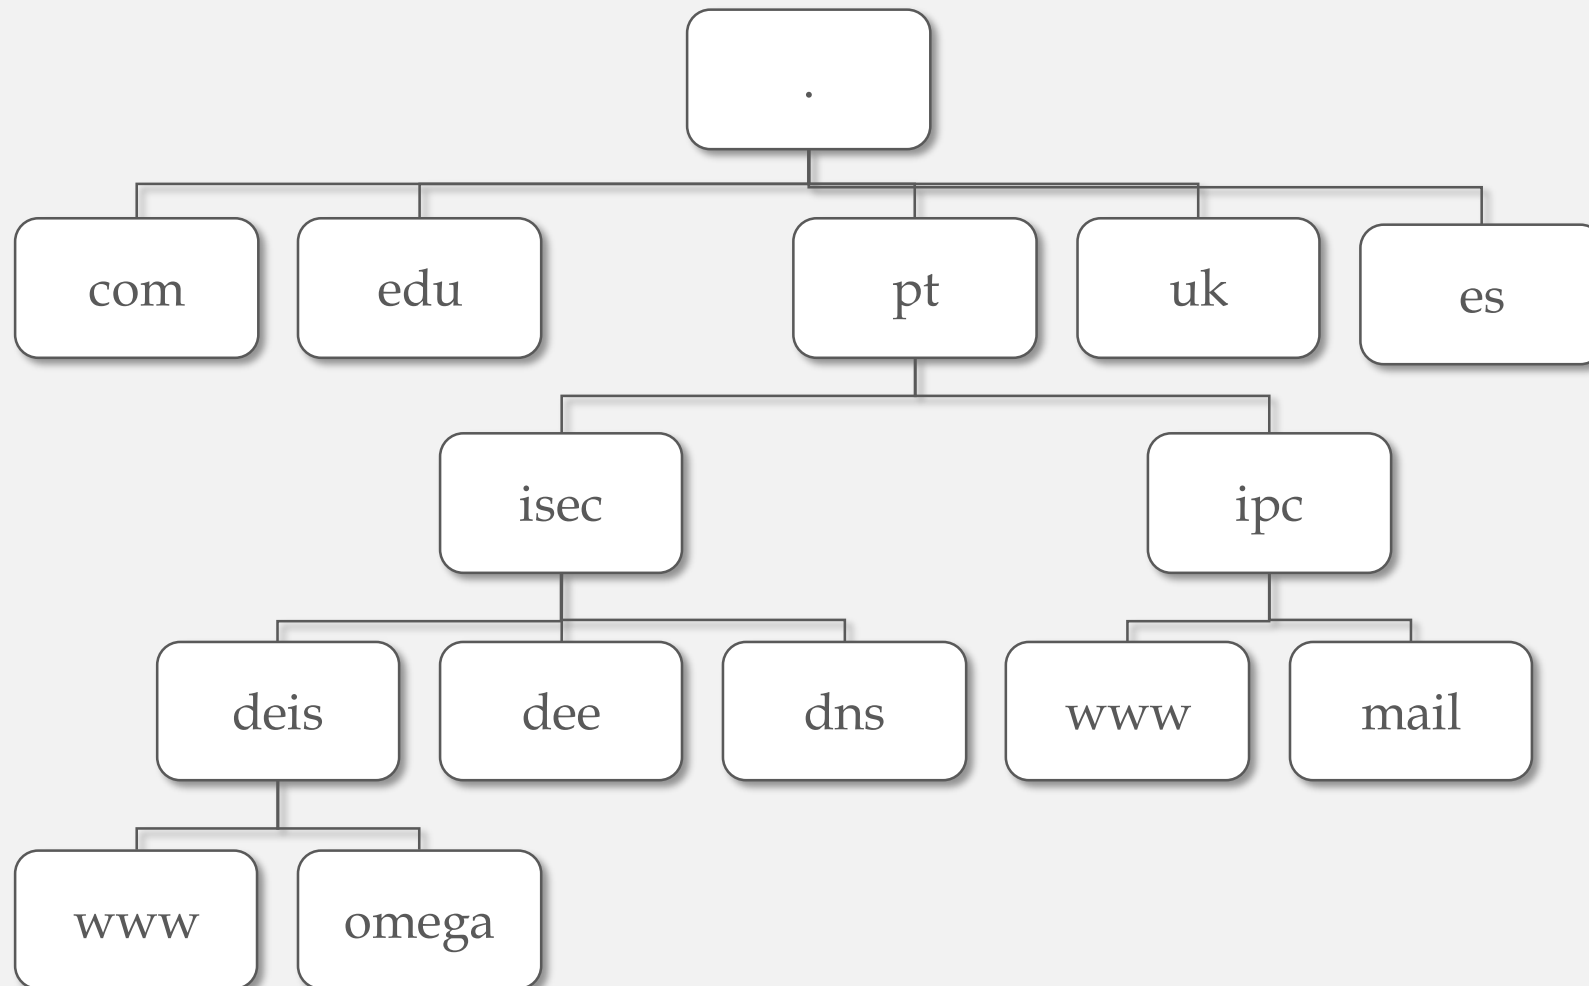 .
com
edu
pt
uk
es
isec
ipc
deis
dee
dns
www
mail
www
omega